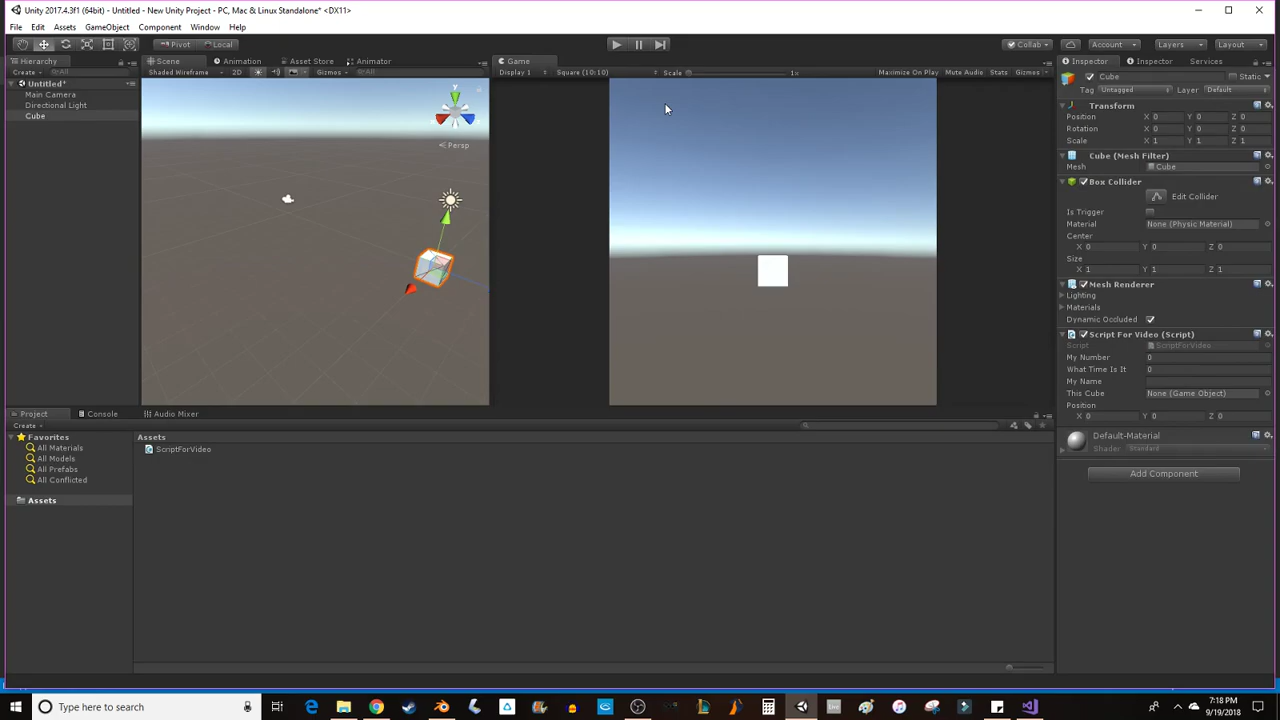 Unity 2017.4.3f1 (64bit) - Untitled - New Unity Project - PC, Mac & Linux Standalone* <DX11>
File Edit Assets GameObject Component Window Help
Pivot Local Collab Account Layers Layout
Hierarchy Scene Animation Asset Store Animator Game Inspector Inspector Services
Create All Shaded Wireframe 2D Gizmos All Display 1 Square (10:10) Scale 1x Maximize On Play Mute Audio Stats Gizmos
Untitled*
Main Camera
Directional Light
Cube
y
Persp
Cube Static
Tag Untagged Layer Default
Transform
Position X 0 Y 0 Z 0
Rotation X 0 Y 0 Z 0
Scale X 1 Y 1 Z 1
Cube (Mesh Filter)
Mesh Cube
Box Collider
Edit Collider
Is Trigger
Material None (Physic Material)
Center
X 0 Y 0 Z 0
Size
X 1 Y 1 Z 1
Mesh Renderer
Lighting
Materials
Dynamic Occluded
Script For Video (Script)
Script ScriptForVideo
My Number 0
What Time Is It 0
My Name
This Cube None (Game Object)
Position
X 0 Y 0 Z 0
Default-Material
Shader Standard
Add Component
Project Console Audio Mixer
Create
Favorites
All Materials
All Models
All Prefabs
All Conflicted
Assets
Assets
ScriptForVideo
Type here to search
7:18 PM
9/19/2018